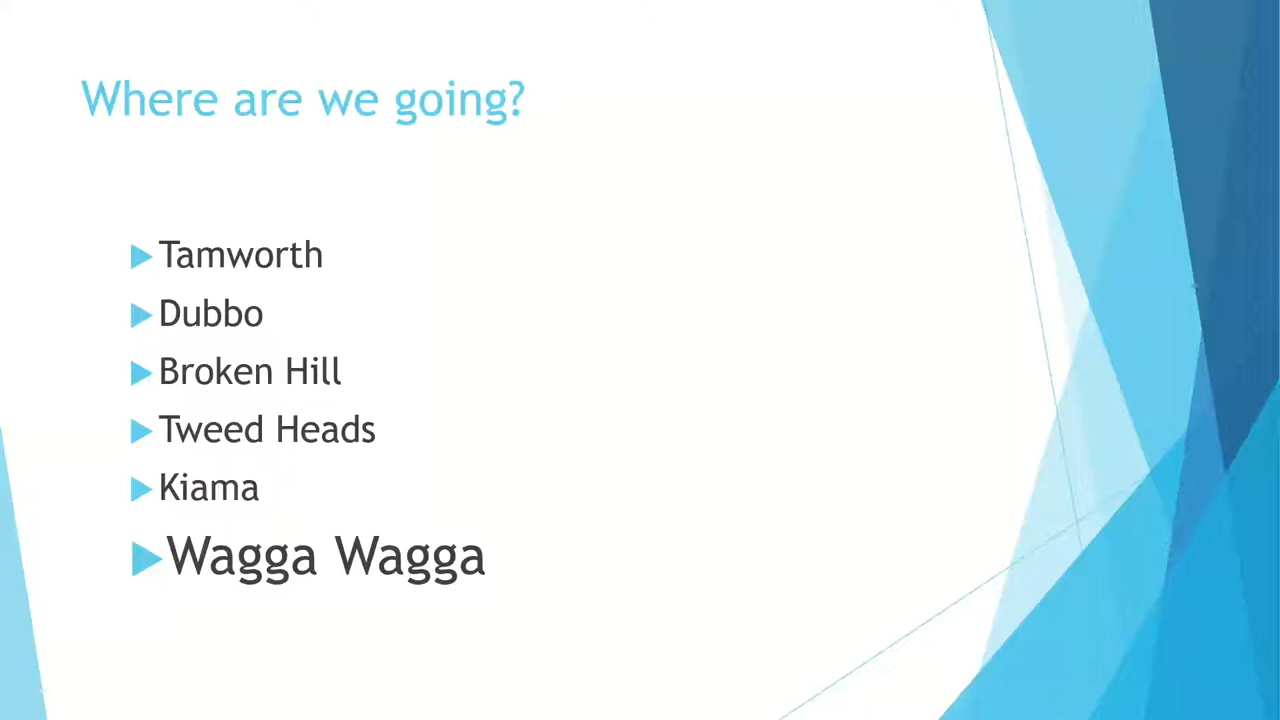 Where are we going?
Tamworth
Dubbo
Broken Hill
Tweed Heads
Kiama
Wagga Wagga